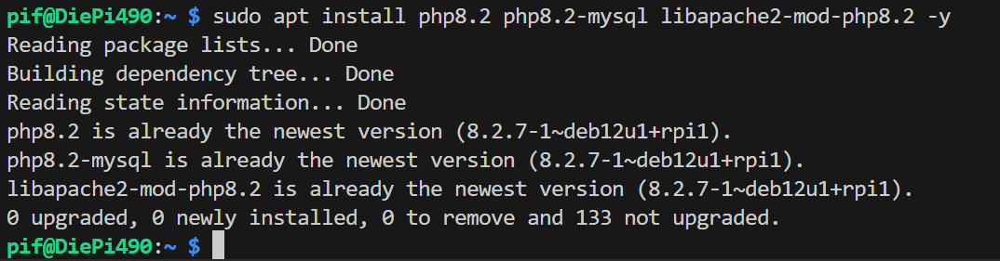 pif@DiePi490:~ $ sudo apt install php8.2 php8.2-mysql libapache2-mod-php8.2 -y
Reading package lists... Done
Building dependency tree... Done
Reading state information... Done
php8.2 is already the newest version (8.2.7-1~deb12u1+rpi1).
php8.2-mysql is already the newest version (8.2.7-1~deb12u1+rpi1).
libapache2-mod-php8.2 is already the newest version (8.2.7-1~deb12u1+rpi1).
0 upgraded, 0 newly installed, 0 to remove and 133 not upgraded.
pif@DiePi490:~ $